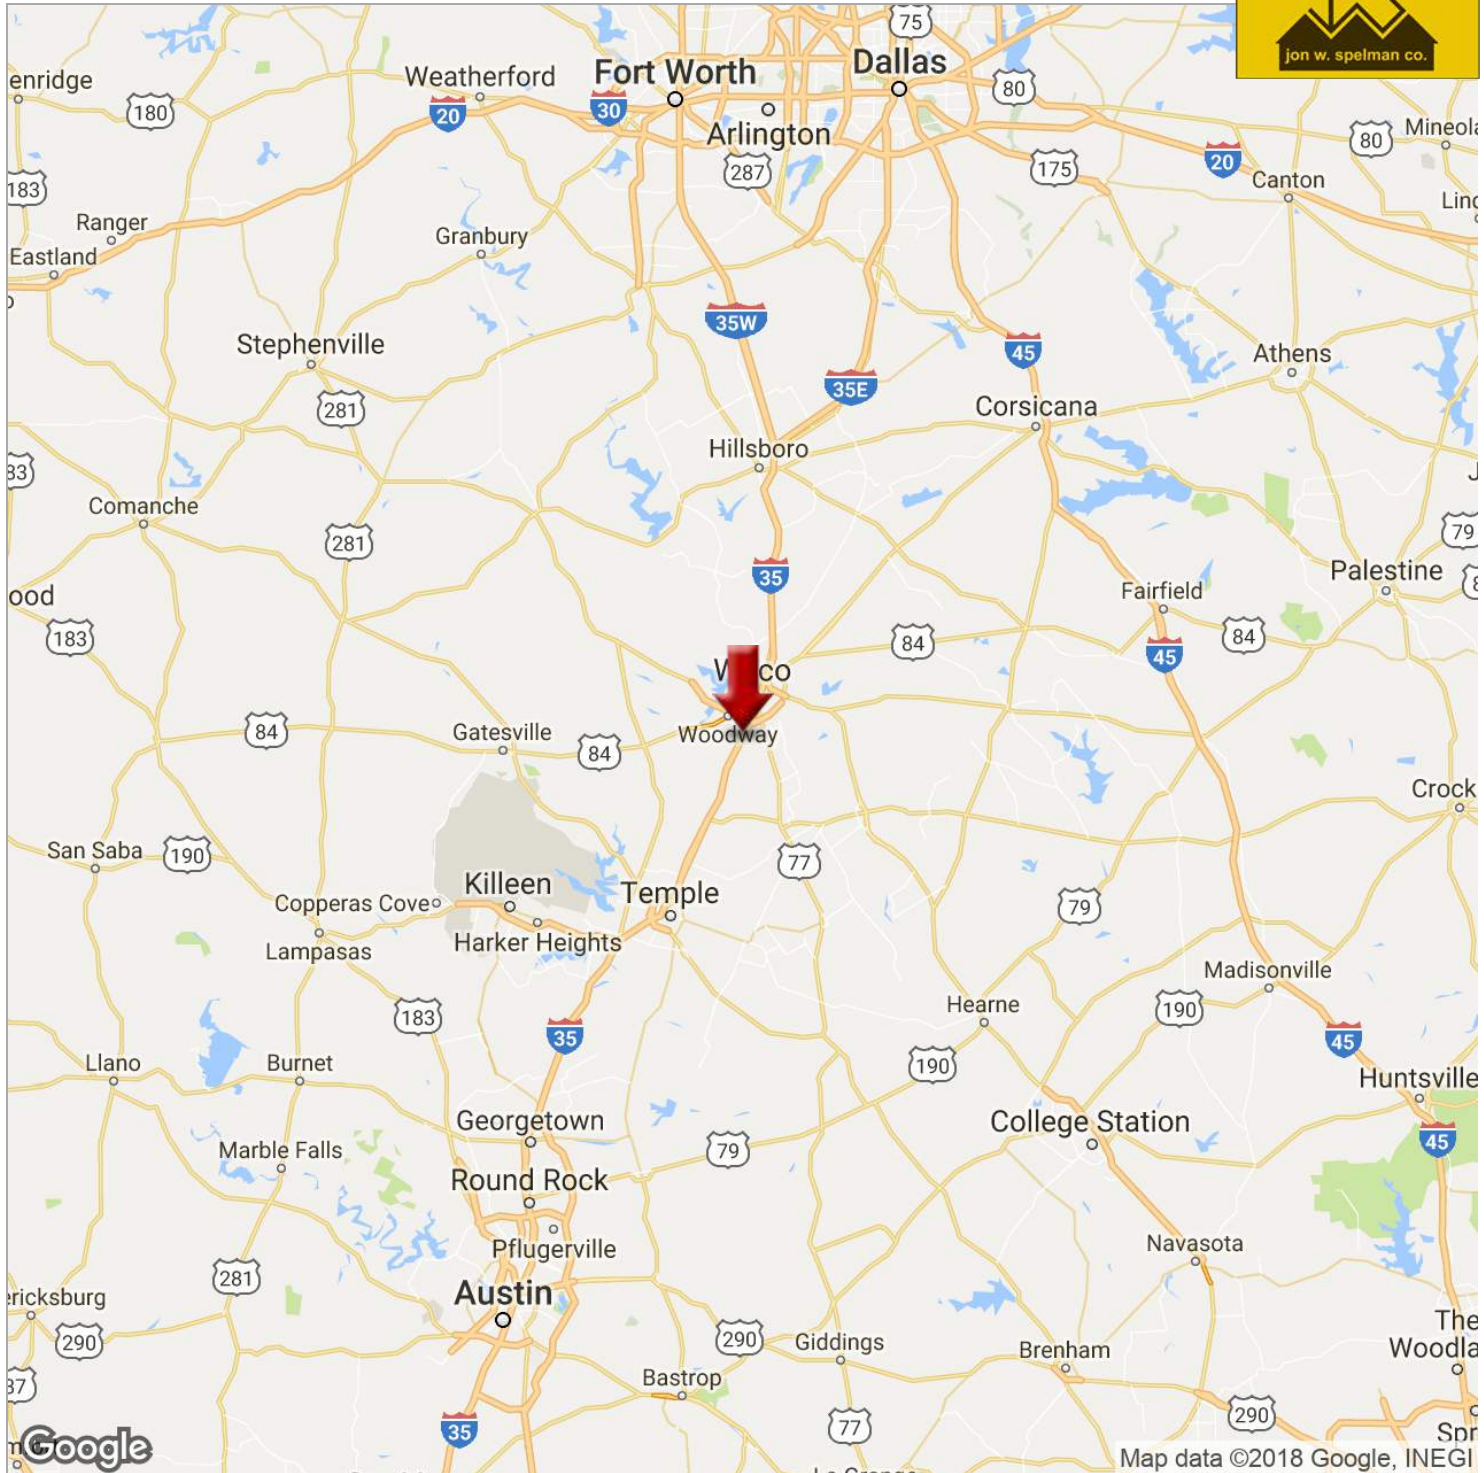 75
jon w. spelman co.
Dallas
Fort Worth
Weatherford
enridge
180
20
30
80
Arlington
80
Mineola
287
175
20
Canton
183
Ranger
Granbury
Eastland
35W
Stephenville
45
Athens
35E
281
Corsicana
Hillsboro
83
Comanche
79
281
35
Palestine
Fairfield
ood
183
84
84
45
W co
84
Gatesville
84
Woodway
Crock
San Saba
190
77
Killeen
Temple
Copperas Cove
79
Harker Heights
Lampasas
Madisonville
Hearne
183
190
35
45
Llano
Burnet
190
Huntsville
Georgetown
College Station
45
Marble Falls
79
Round Rock
Pflugerville
Navasota
281
Austin
ericksburg
290
290
Giddings
The
Woodla
Brenham
Bastrop
87
77
290
35
Spr
Google
Map data ©2018 Google, INEGI